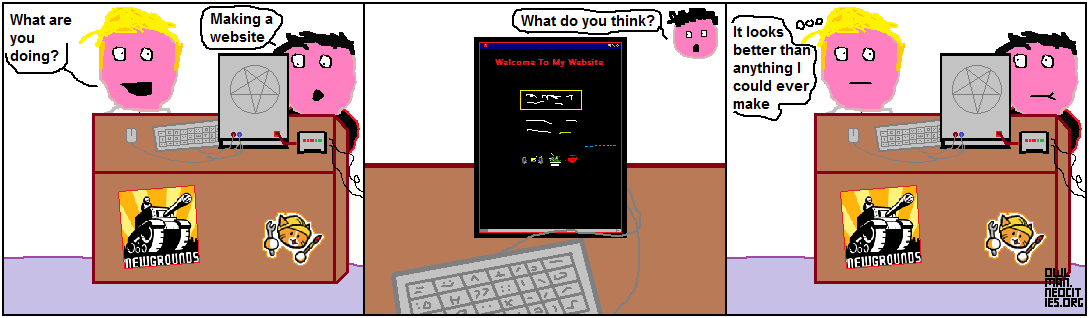 What are
you
doing?
Making a
website
NEWGROUNDS
What do you think?
Welcome To My Website
It looks
better than
anything I
could ever
make
NEWGROUNDS
OWL
MAN.
NEOCIT
IES.ORG